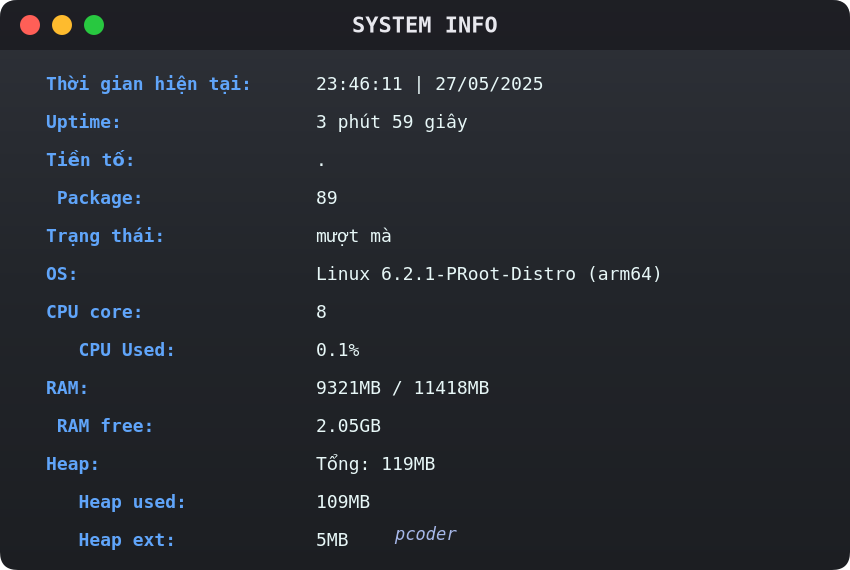 SYSTEM INFO
Thời gian hiện tại: 23:46:11 | 27/05/2025
Uptime: 3 phút 59 giây
Tiền tố: .
Package: 89
Trạng thái: mượt mà
OS: Linux 6.2.1-PRoot-Distro (arm64)
CPU core: 8
CPU Used: 0.1%
RAM: 9321MB / 11418MB
RAM free: 2.05GB
Heap: Tổng: 119MB
Heap used: 109MB
Heap ext: 5MB
pcoder